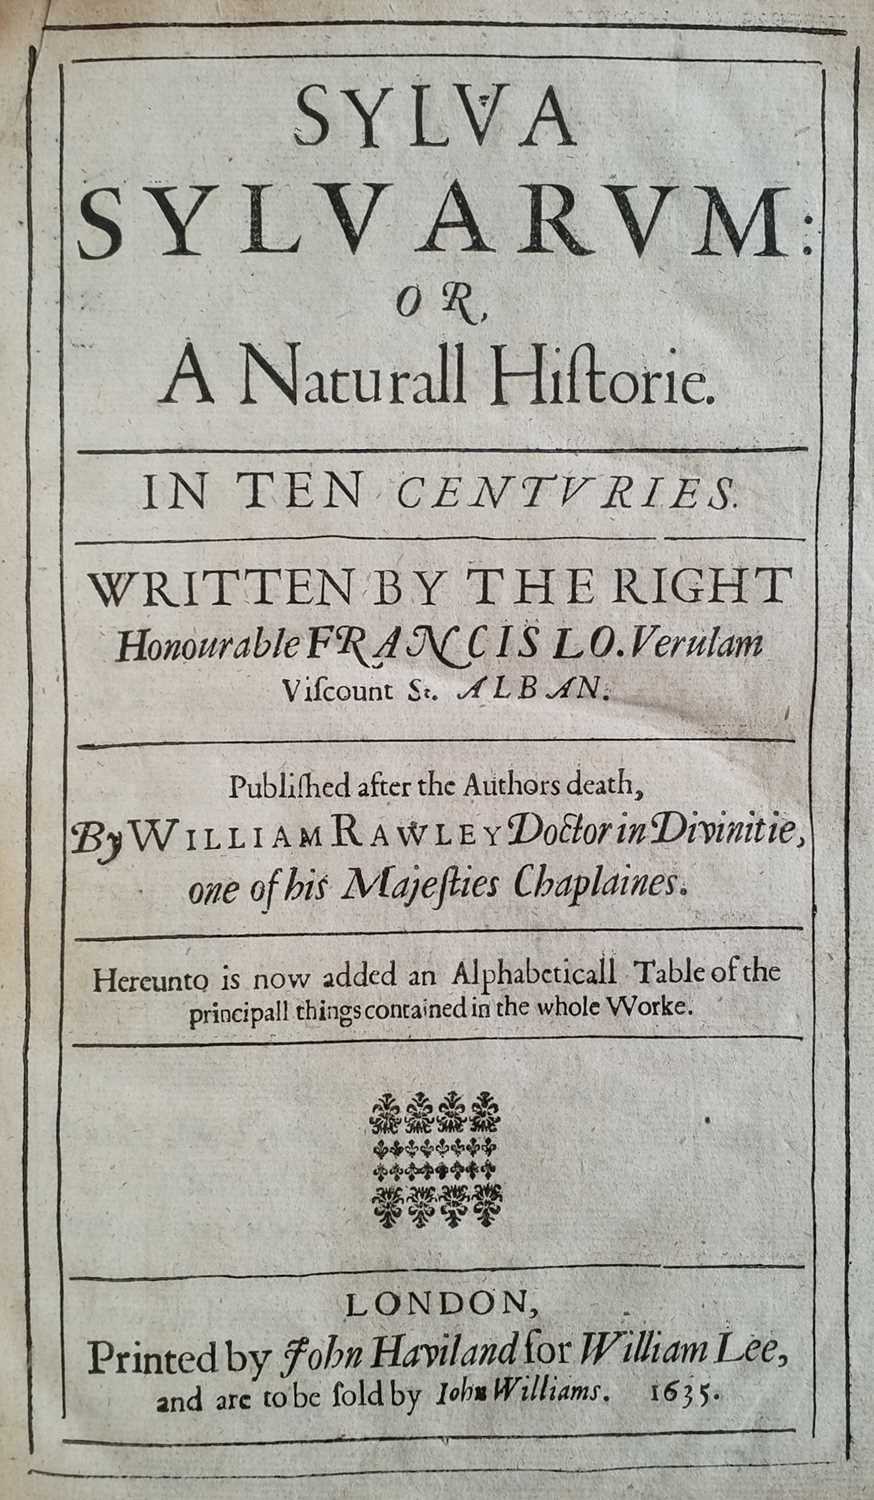 SYLVA
SYLVARVM:
OR,
A Naturall Hiſtorie.
IN TEN CENTVRIES.
WRITTEN BY THE RIGHT
Honourable FRANCIS LO. Verulam
Viſcount St. ALBAN.
Publiſhed after the Authors death,
By WILLIAM RAWLEY Doctor in Divinitie,
one of his Majeſties Chaplaines.
Hereunto is now added an Alphabeticall Table of the
principall things contained in the whole Worke.
LONDON,
Printed by John Haviland for William Lee,
and are to be ſold by Iohn Williams. 1635.